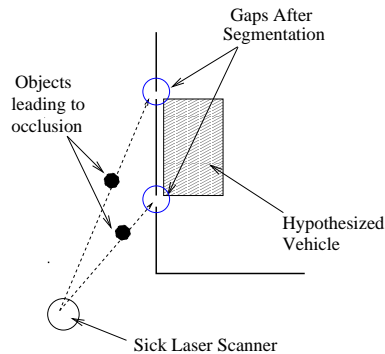 Gaps After
Segmentation
Objects
leading to
occlusion
Hypothesized
Vehicle
Sick Laser Scanner